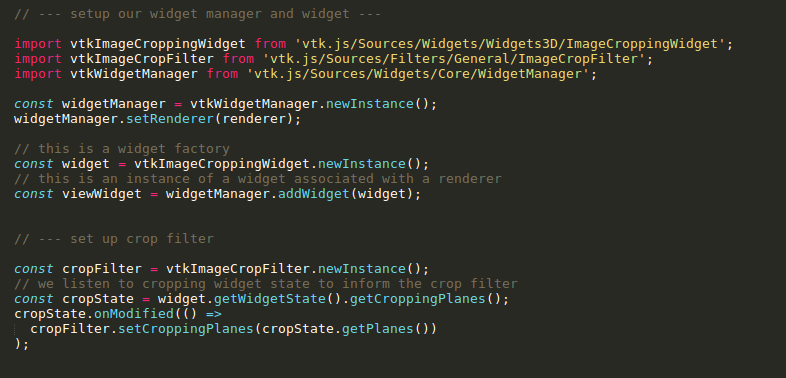 // --- setup our widget manager and widget ---
import vtkImageCroppingWidget from 'vtk.js/Sources/Widgets/Widgets3D/ImageCroppingWidget';
import vtkImageCropFilter from 'vtk.js/Sources/Filters/General/ImageCropFilter';
import vtkWidgetManager from 'vtk.js/Sources/Widgets/Core/WidgetManager';
const widgetManager = vtkWidgetManager.newInstance();
widgetManager.setRenderer(renderer);
// this is a widget factory
const widget = vtkImageCroppingWidget.newInstance();
// this is an instance of a widget associated with a renderer
const viewWidget = widgetManager.addWidget(widget);
// --- set up crop filter
const cropFilter = vtkImageCropFilter.newInstance();
// we listen to cropping widget state to inform the crop filter
const cropState = widget.getWidgetState().getCroppingPlanes();
cropState.onModified(() =>
  cropFilter.setCroppingPlanes(cropState.getPlanes())
);